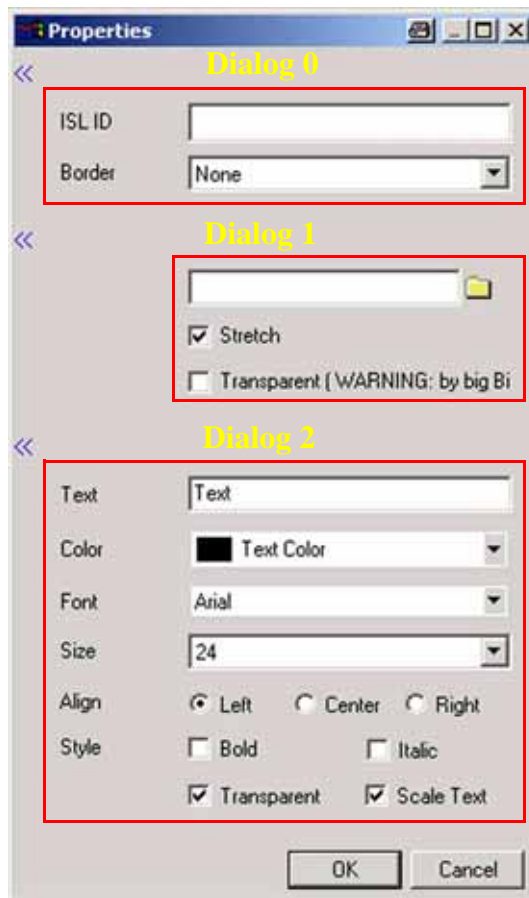 Properties
Dialog 0
ISL ID
Border None
Dialog 1
Stretch
Transparent ( WARNING: by big Bi
Dialog 2
Text Text
Color Text Color
Font Arial
Size 24
Align Left Center Right
Style Bold Italic
Transparent Scale Text
OK Cancel